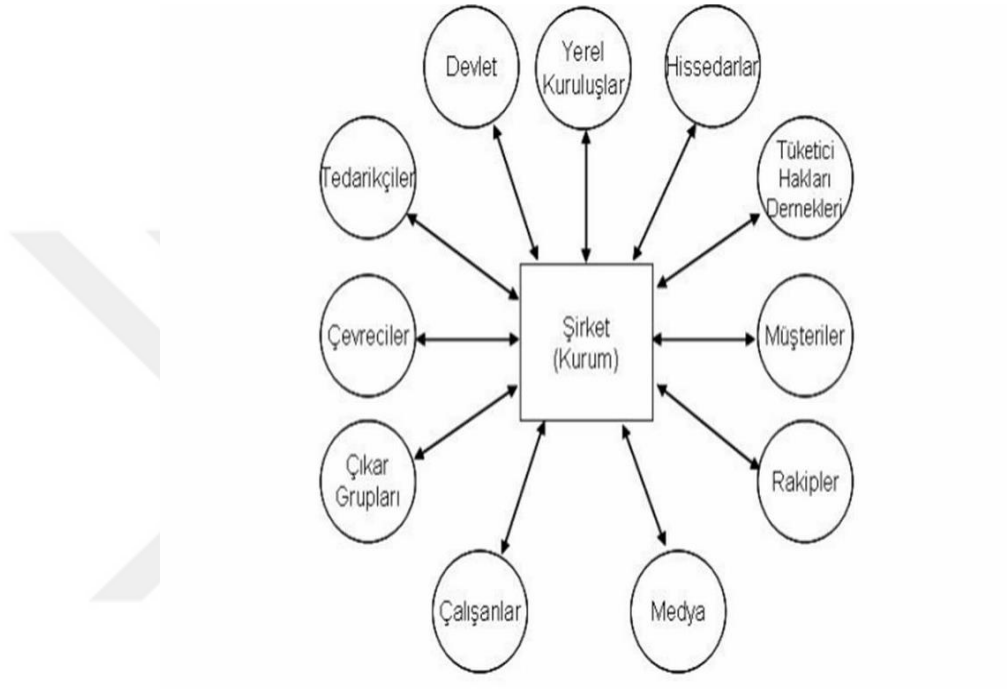 Devlet
Yerel
Kuruluşlar
Hissedarlar
Tedarikçiler
Tüketici
Hakları
Dernekleri
Çevreciler
Şirket
(Kurum)
Müşteriler
Çıkar
Grupları
Rakipler
Çalışanlar
Medya